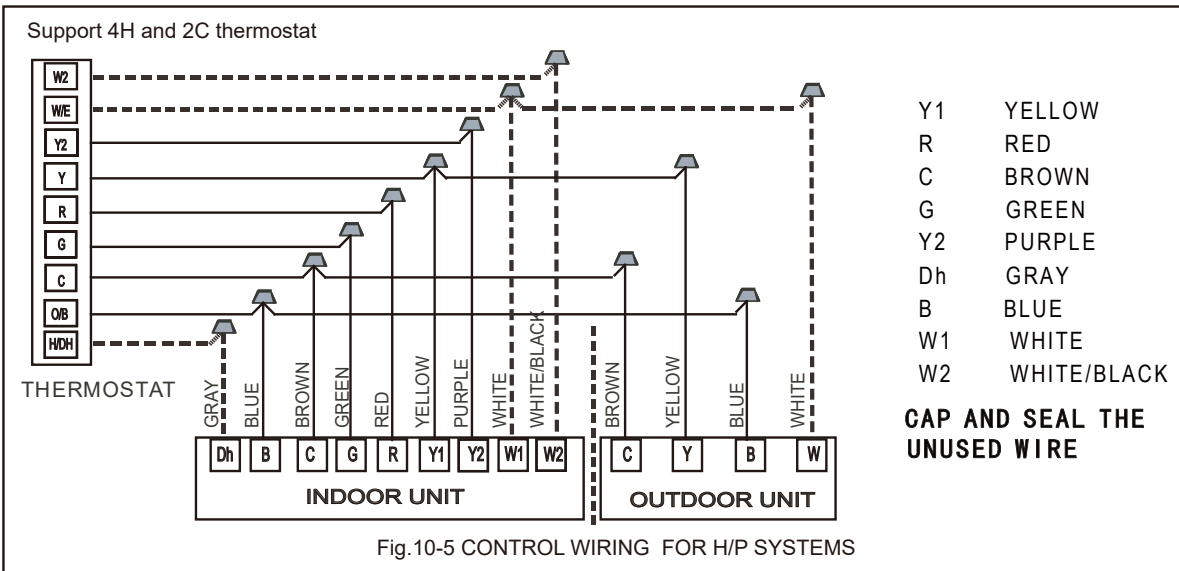 Support 4H and 2C thermostat
W2
W/E
Y2
Y
R
G
C
O/B
H/DH
THERMOSTAT
GRAY
BLUE
BROWN
GREEN
RED
YELLOW
PURPLE
WHITE
WHITE/BLACK
BROWN
YELLOW
BLUE
WHITE
Dh B C G R Y1 Y2 W1 W2
INDOOR UNIT
C Y B W
OUTDOOR UNIT
Y1 YELLOW
R RED
C BROWN
G GREEN
Y2 PURPLE
Dh GRAY
B BLUE
W1 WHITE
W2 WHITE/BLACK
CAP AND SEAL THE
UNUSED WIRE
Fig.10-5 CONTROL WIRING FOR H/P SYSTEMS